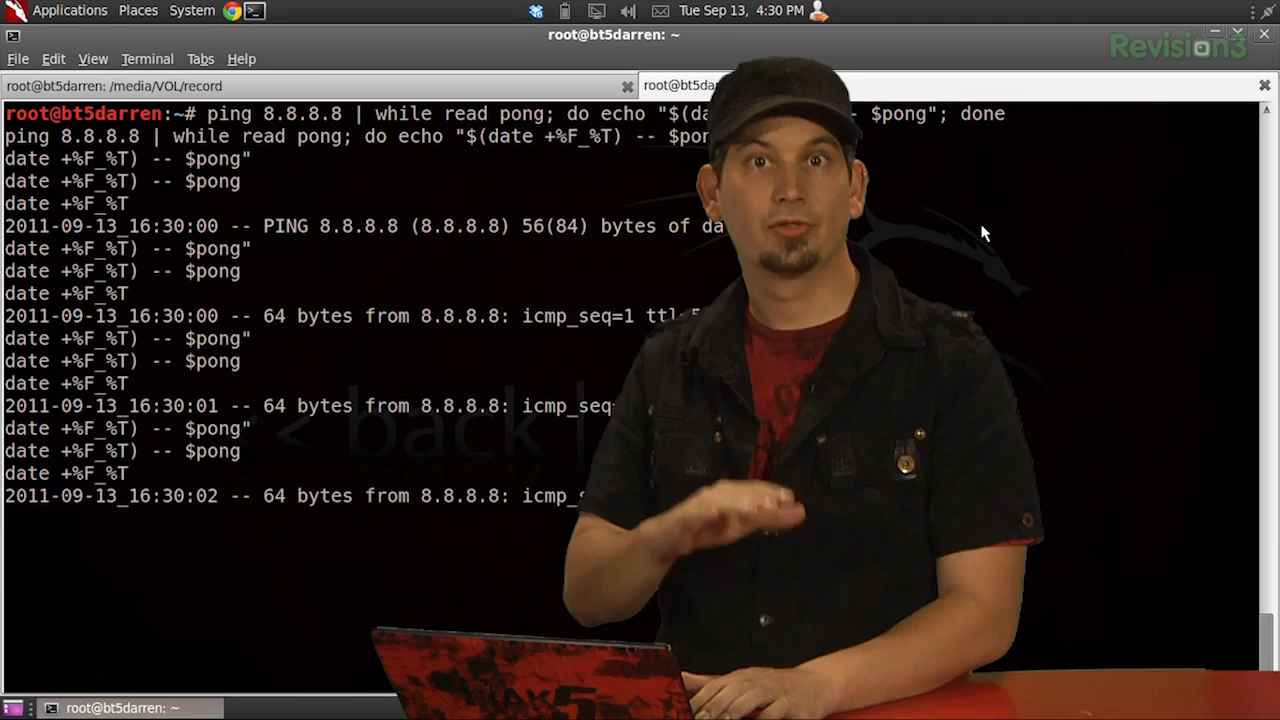 Applications Places System Tue Sep 13, 4:30 PM
root@bt5darren: ~
Revision3
File Edit View Terminal Tabs Help
root@bt5darren: /media/VOL/record
root@bt5darren:~# ping 8.8.8.8 | while read pong; do echo "$(da -- $pong"; done
ping 8.8.8.8 | while read pong; do echo "$(date +%F_%T) -- $pon
date +%F_%T) -- $pong"
date +%F_%T) -- $pong
date +%F_%T
2011-09-13_16:30:00 -- PING 8.8.8.8 (8.8.8.8) 56(84) bytes of da
date +%F_%T) -- $pong"
date +%F_%T) -- $pong
date +%F_%T
2011-09-13_16:30:00 -- 64 bytes from 8.8.8.8: icmp_seq=1
date +%F_%T) -- $pong"
date +%F_%T) -- $pong
date +%F_%T
2011-09-13_16:30:01 -- 64 bytes from 8.8.8.8: icmp_seq
<< back |
date +%F_%T) -- $pong"
date +%F_%T) -- $pong
date +%F_%T
2011-09-13_16:30:02 -- 64 bytes from 8.8.8.8: icmp_s
HAK5
root@bt5darren: ~